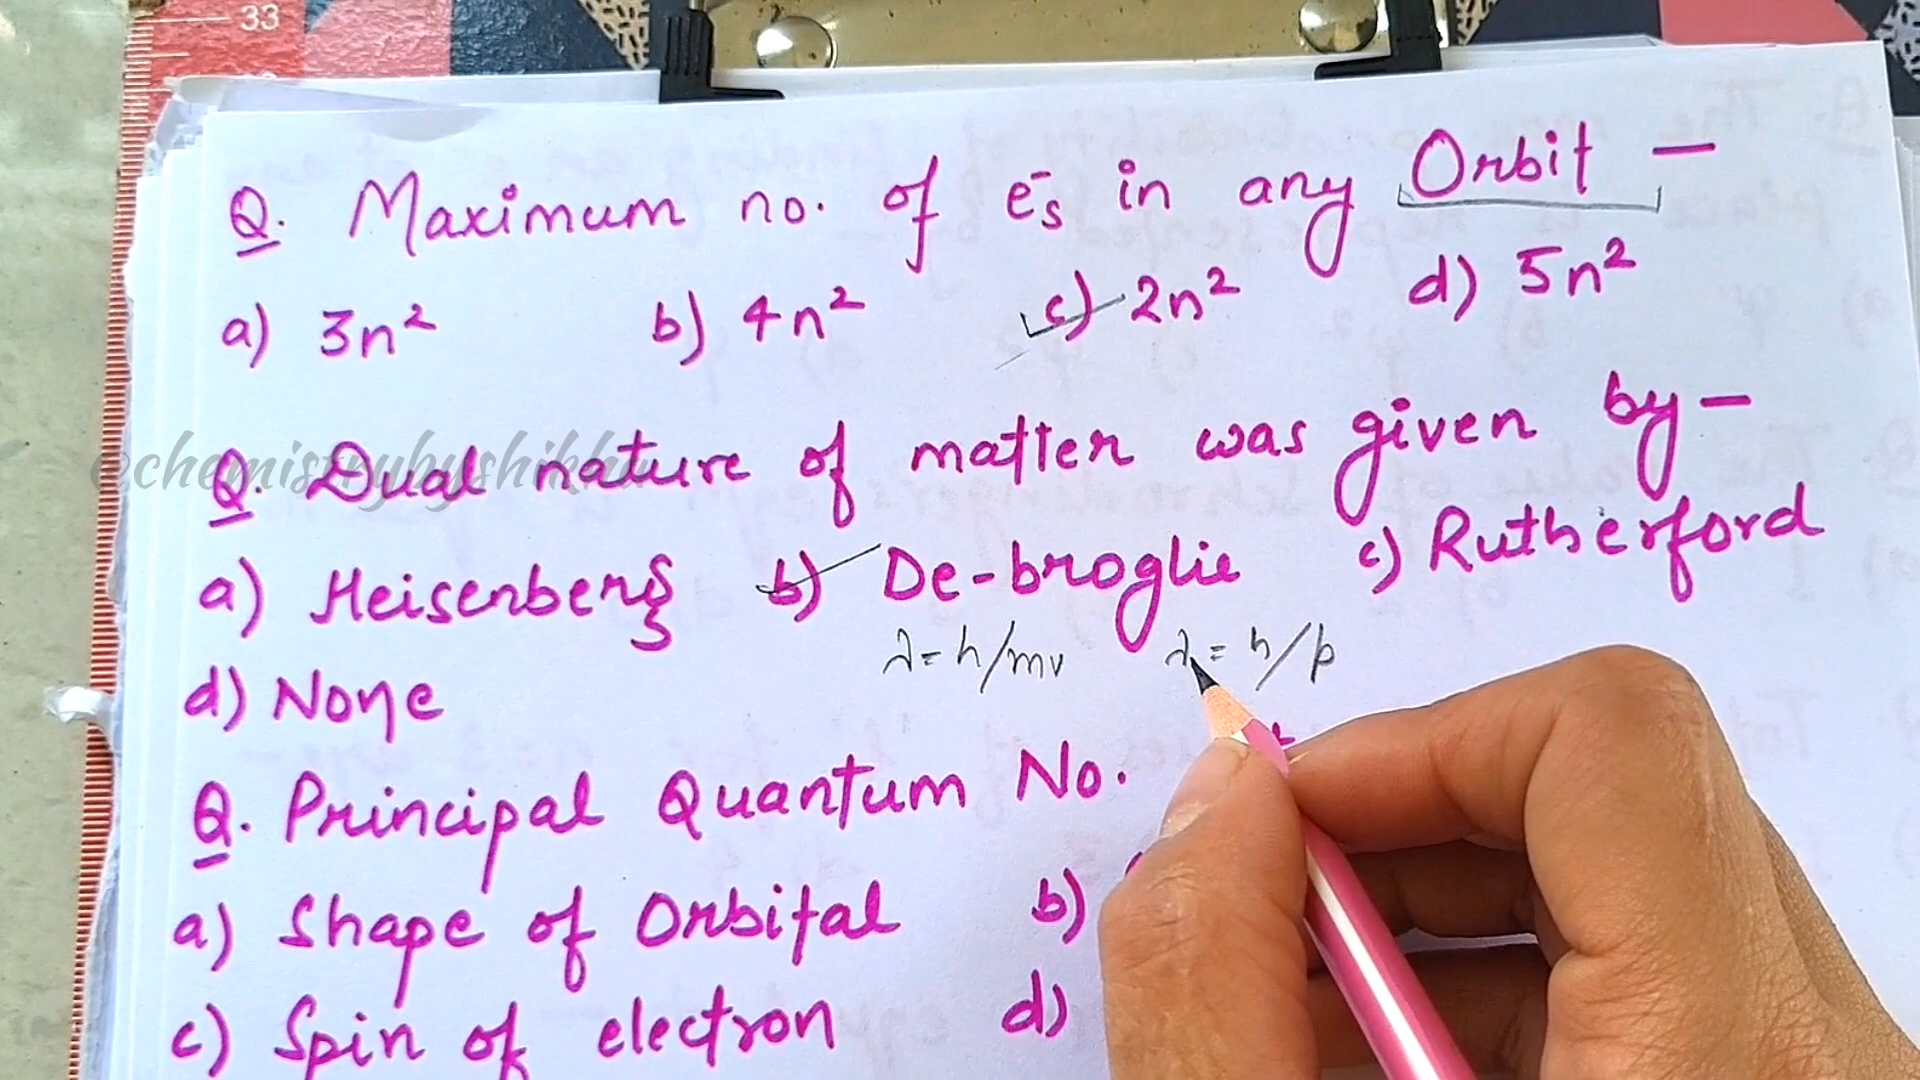 33
Q. Maximum no. of e⁻s in any Orbit –
a) 3n² b) 4n² c) 2n² d) 5n²
@chemistrybyshikha
Q. Dual nature of matter was given by –
a) Heisenberg b) De-broglie c) Rutherford
λ = h/mv λ = h/p
d) None
Q. Principal Quantum No.
a) Shape of Orbital b)
c) Spin of electron d)